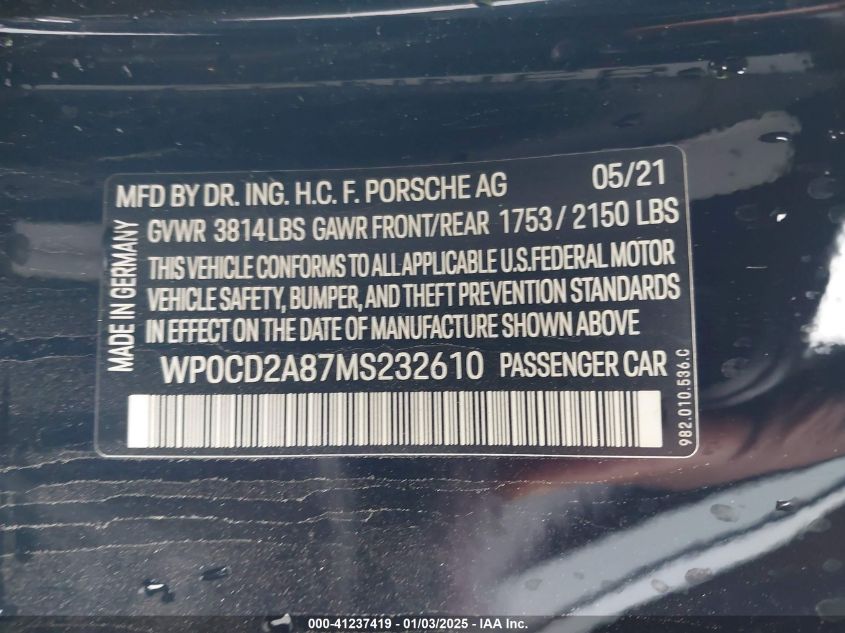 MFD BY DR. ING. H.C. F. PORSCHE AG 05/21
GVWR 3814 LBS GAWR FRONT/REAR 1753 / 2150 LBS
THIS VEHICLE CONFORMS TO ALL APPLICABLE U.S. FEDERAL MOTOR
VEHICLE SAFETY, BUMPER, AND THEFT PREVENTION STANDARDS
IN EFFECT ON THE DATE OF MANUFACTURE SHOWN ABOVE
WP0CD2A87MS232610 PASSENGER CAR
MADE IN GERMANY
982.010.536.C
000-41237419 - 01/03/2025 - IAA Inc.